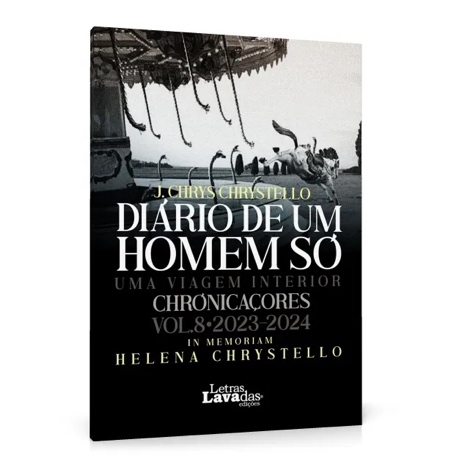 J. CHRYS CHRYSTELLO
DIÁRIO DE UM
HOMEM SÓ
UMA VIAGEM INTERIOR
CHRÓNICAÇORES
VOL.8•2023-2024
IN MEMORIAM
HELENA CHRYSTELLO
Letras
LAVAdas
edições